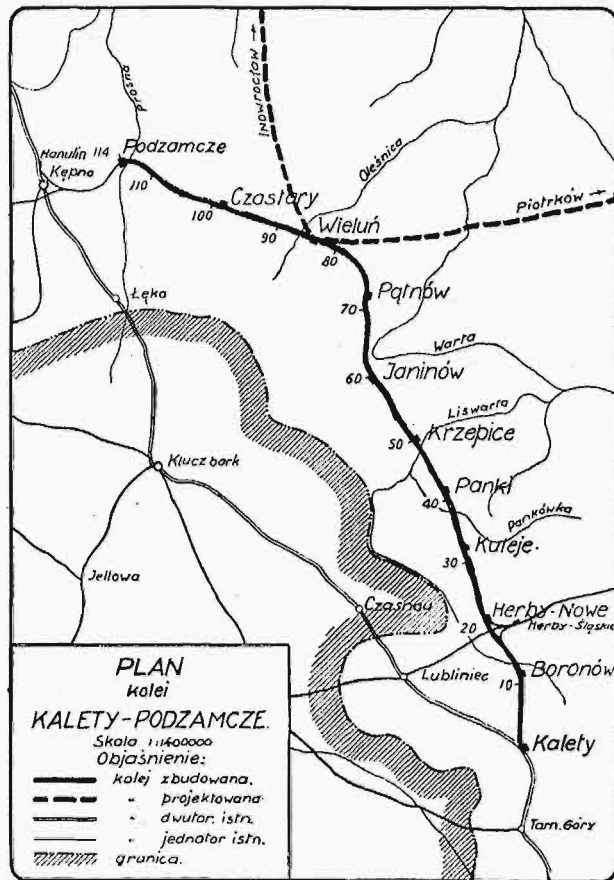 Inowrocław →
Prosna
Hanulin 114
Kępno
Podzamcze
110
Oleśnica
Czastary
100
Piotrków →
90
Wieluń
80
Łęka
Pątnów
70
Warta
Janinów
60
Liswarta
Krzepice
50
Kluczbork
Panki
40
Pankówka
Kuleje.
30
Jellowa
Czasnau
Herby-Nowe
Herby-Śląskie
20
Boronów
Lubliniec
10
Kalety
Tarn. Góry
PLAN
kolei
KALETY-PODZAMCZE.
Skala 1:1400000
Objaśnienie:
kolej zbudowana.
" projektowana
" dwutor. istn.
" jednotor istn.
granica.